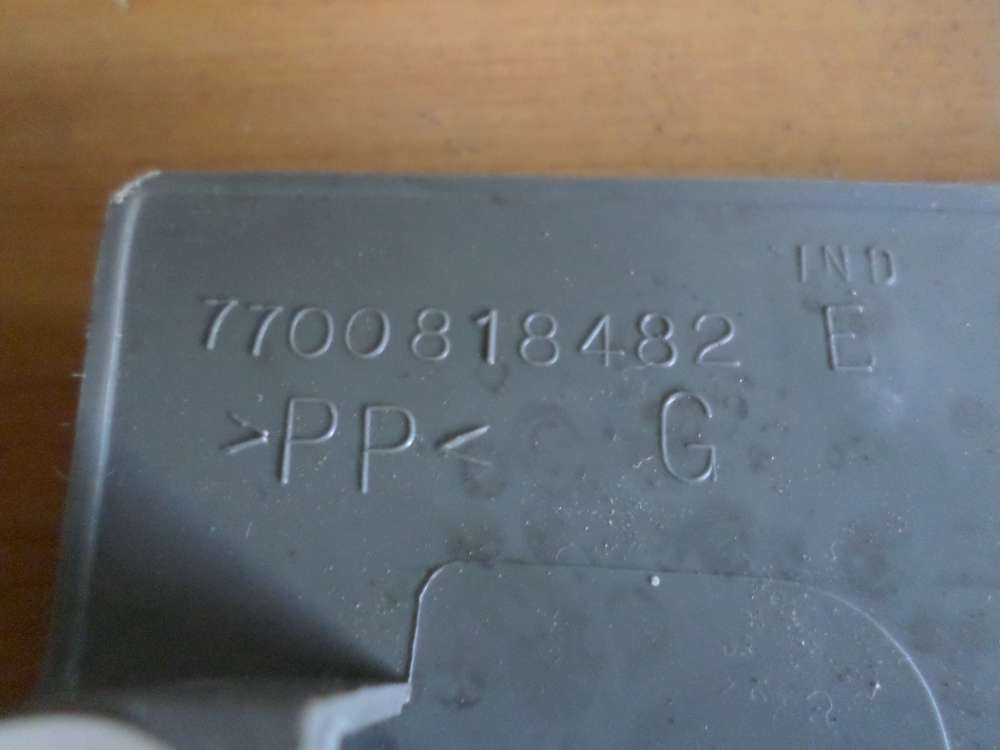 IND
7700818482 E
>PP< G